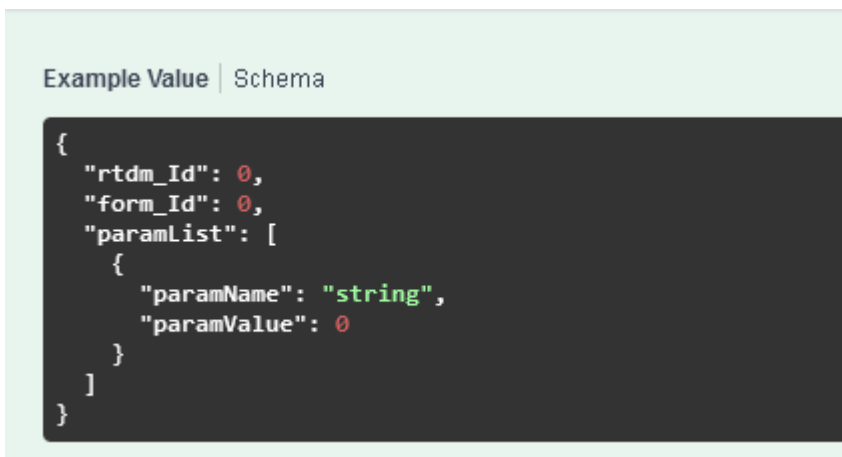 Example Value | Schema
{
  "rtdm_Id": 0,
  "form_Id": 0,
  "paramList": [
    {
      "paramName": "string",
      "paramValue": 0
    }
  ]
}